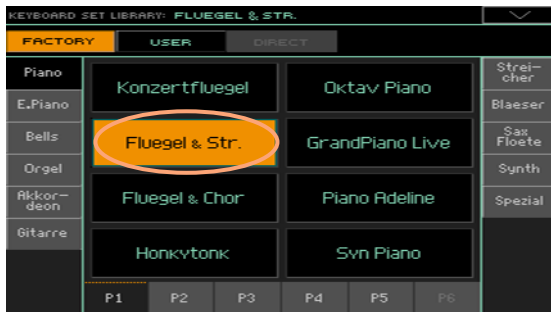 KEYBOARD SET LIBRARY: FLUEGEL & STR.
FACTORY USER DIRECT
Piano
E.Piano
Bells
Orgel
Akkor-
deon
Gitarre
Konzertfluegel
Oktav Piano
Fluegel & Str.
GrandPiano Live
Fluegel & Chor
Piano Adeline
Honkytonk
Syn Piano
Strei-
cher
Blaeser
Sax
Floete
Synth
Spezial
P1 P2 P3 P4 P5 P6